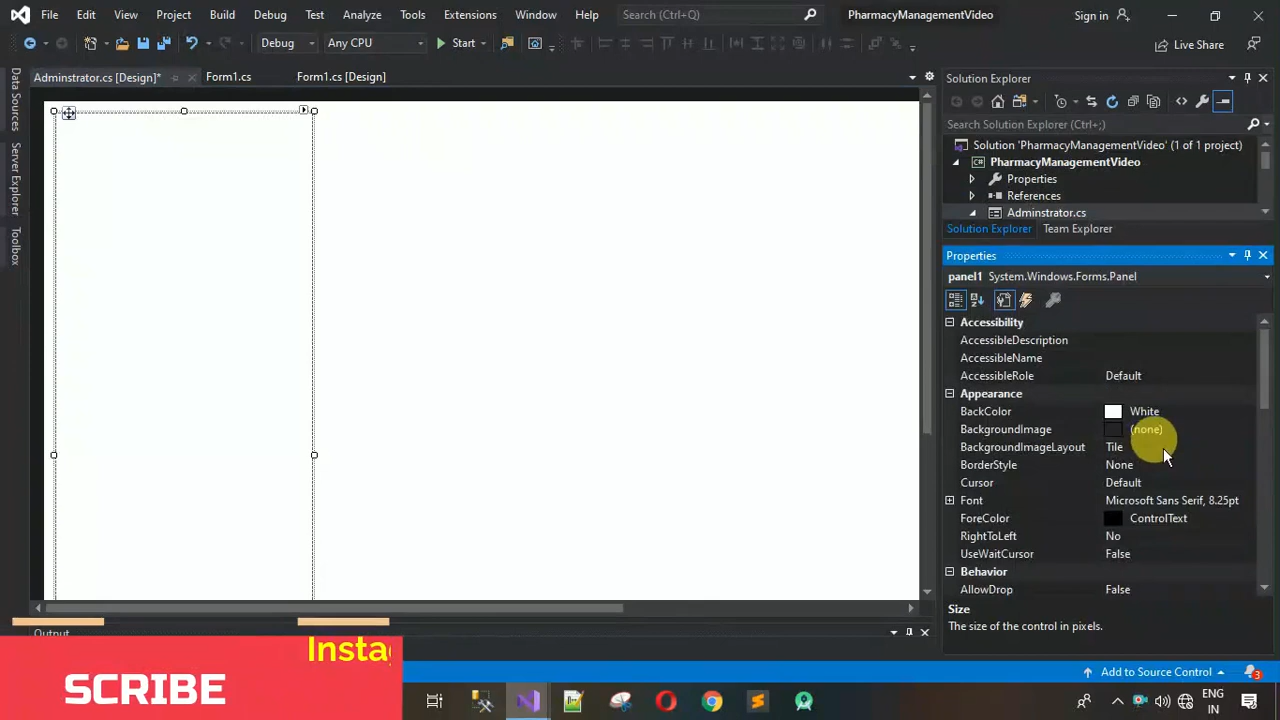 File Edit View Project Build Debug Test Analyze Tools Extensions Window Help Search (Ctrl+Q) PharmacyManagementVideo Sign in
Debug Any CPU Start Live Share
Adminstrator.cs [Design]* Form1.cs Form1.cs [Design]
Data Sources
Server Explorer
Toolbox
Solution Explorer
Search Solution Explorer (Ctrl+;)
Solution 'PharmacyManagementVideo' (1 of 1 project)
PharmacyManagementVideo
Properties
References
Adminstrator.cs
Solution Explorer Team Explorer
Properties
panel1 System.Windows.Forms.Panel
Accessibility
AccessibleDescription
AccessibleName
AccessibleRole Default
Appearance
BackColor White
BackgroundImage (none)
BackgroundImageLayout Tile
BorderStyle None
Cursor Default
Font Microsoft Sans Serif, 8.25pt
ForeColor ControlText
RightToLeft No
UseWaitCursor False
Behavior
AllowDrop False
Size
The size of the control in pixels.
Output
Insta
SCRIBE
Add to Source Control 3
ENG
IN